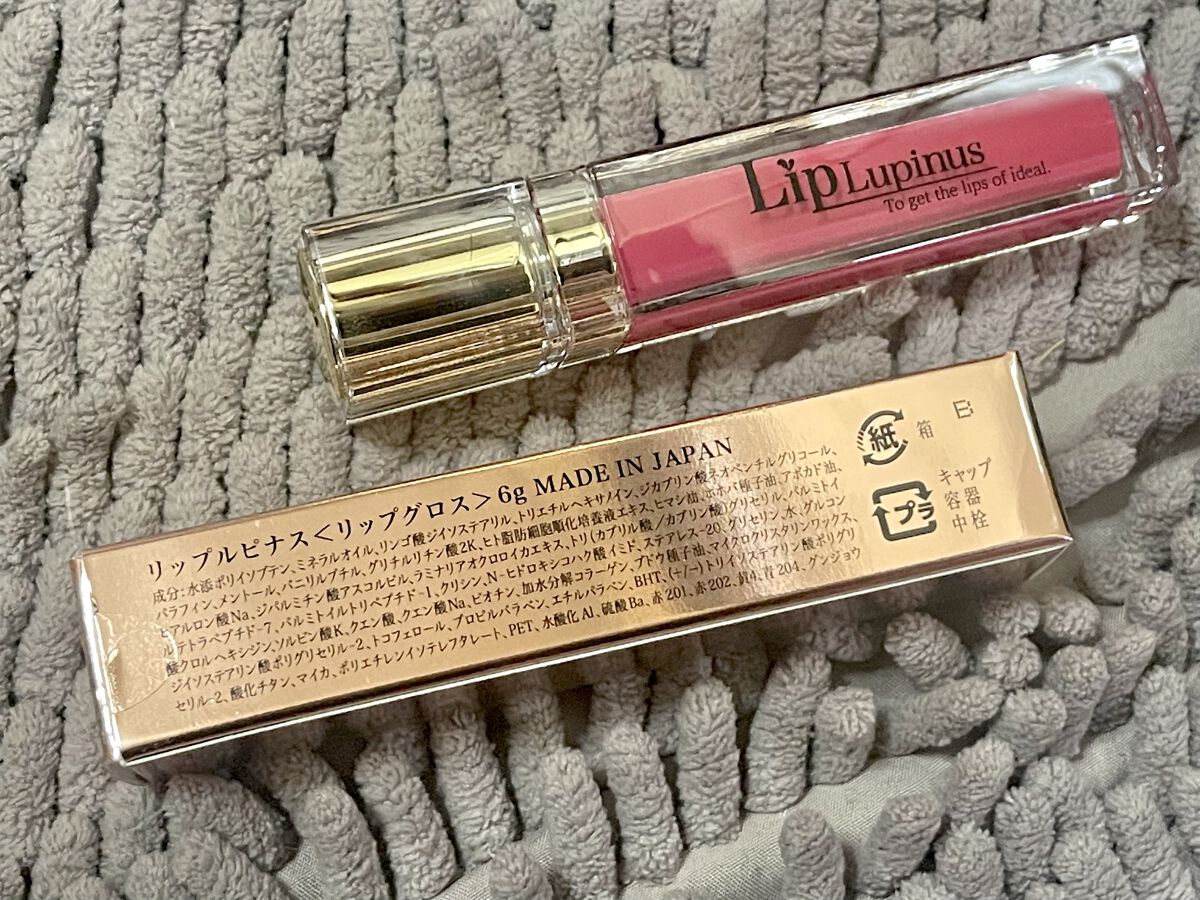 Lip Lupinus
To get the lips of ideal.
リップルピナス＜リップグロス＞6g MADE IN JAPAN
成分:水添ポリイソブテン、ミネラルオイル、リンゴ酸ジイソステアリル、トリエチルヘキサノイン、ジカプリン酸ネオペンチルグリコール、
パラフィン、メントール、バニリルブチル、グリチルリチン酸2K、ヒト脂肪細胞順化培養液エキス、ヒマシ油、ホホバ種子油、アボカド油、
ヒアルロン酸Na、ジパルミチン酸アスコルビル、ラミナリアオクロロイカエキス、トリ(カプリル酸/カプリン酸)グリセリル、パルミトイ
ルテトラペプチド-7、パルミトイルトリペプチド-1、クリシン、N-ヒドロキシコハク酸イミド、ステアレス-20、グリセリン、水、グルコン
酸クロルヘキシジン、ソルビン酸K、クエン酸、クエン酸Na、ビオチン、加水分解コラーゲン、ブドウ種子油、マイクロクリスタリンワックス、
ジイソステアリン酸ポリグリセリル-2、トコフェロール、プロピルパラベン、エチルパラベン、BHT、(+/-)トリイソステアリン酸ポリグリ
セリル-2、酸化チタン、マイカ、ポリエチレンイソテレフタレート、PET、水酸化Al、硫酸Ba、赤201、赤202、黄4、青204、グンジョウ
紙 箱 B
プラ キャップ
容器
中栓